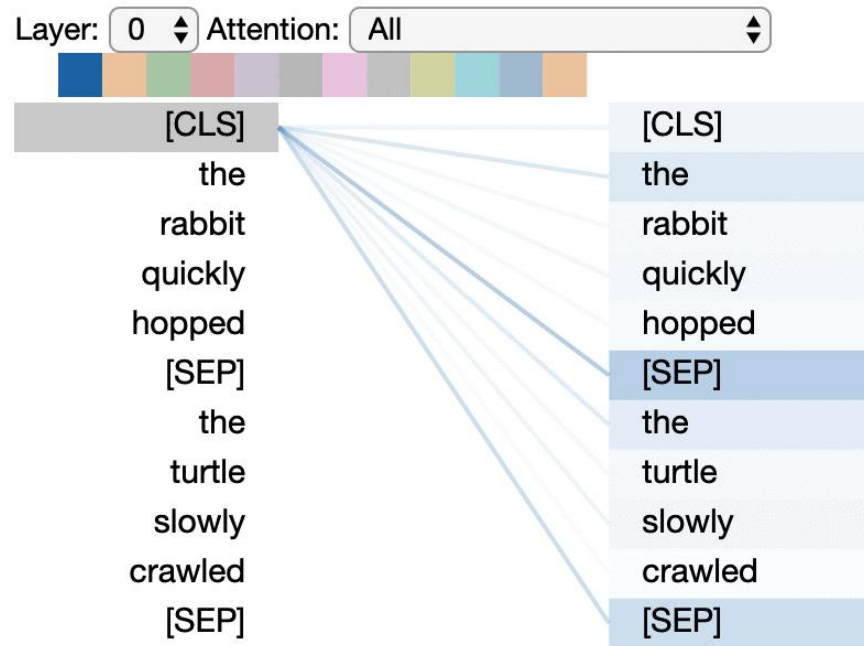 Layer: 0 Attention: All
[CLS] [CLS]
the the
rabbit rabbit
quickly quickly
hopped hopped
[SEP] [SEP]
the the
turtle turtle
slowly slowly
crawled crawled
[SEP] [SEP]